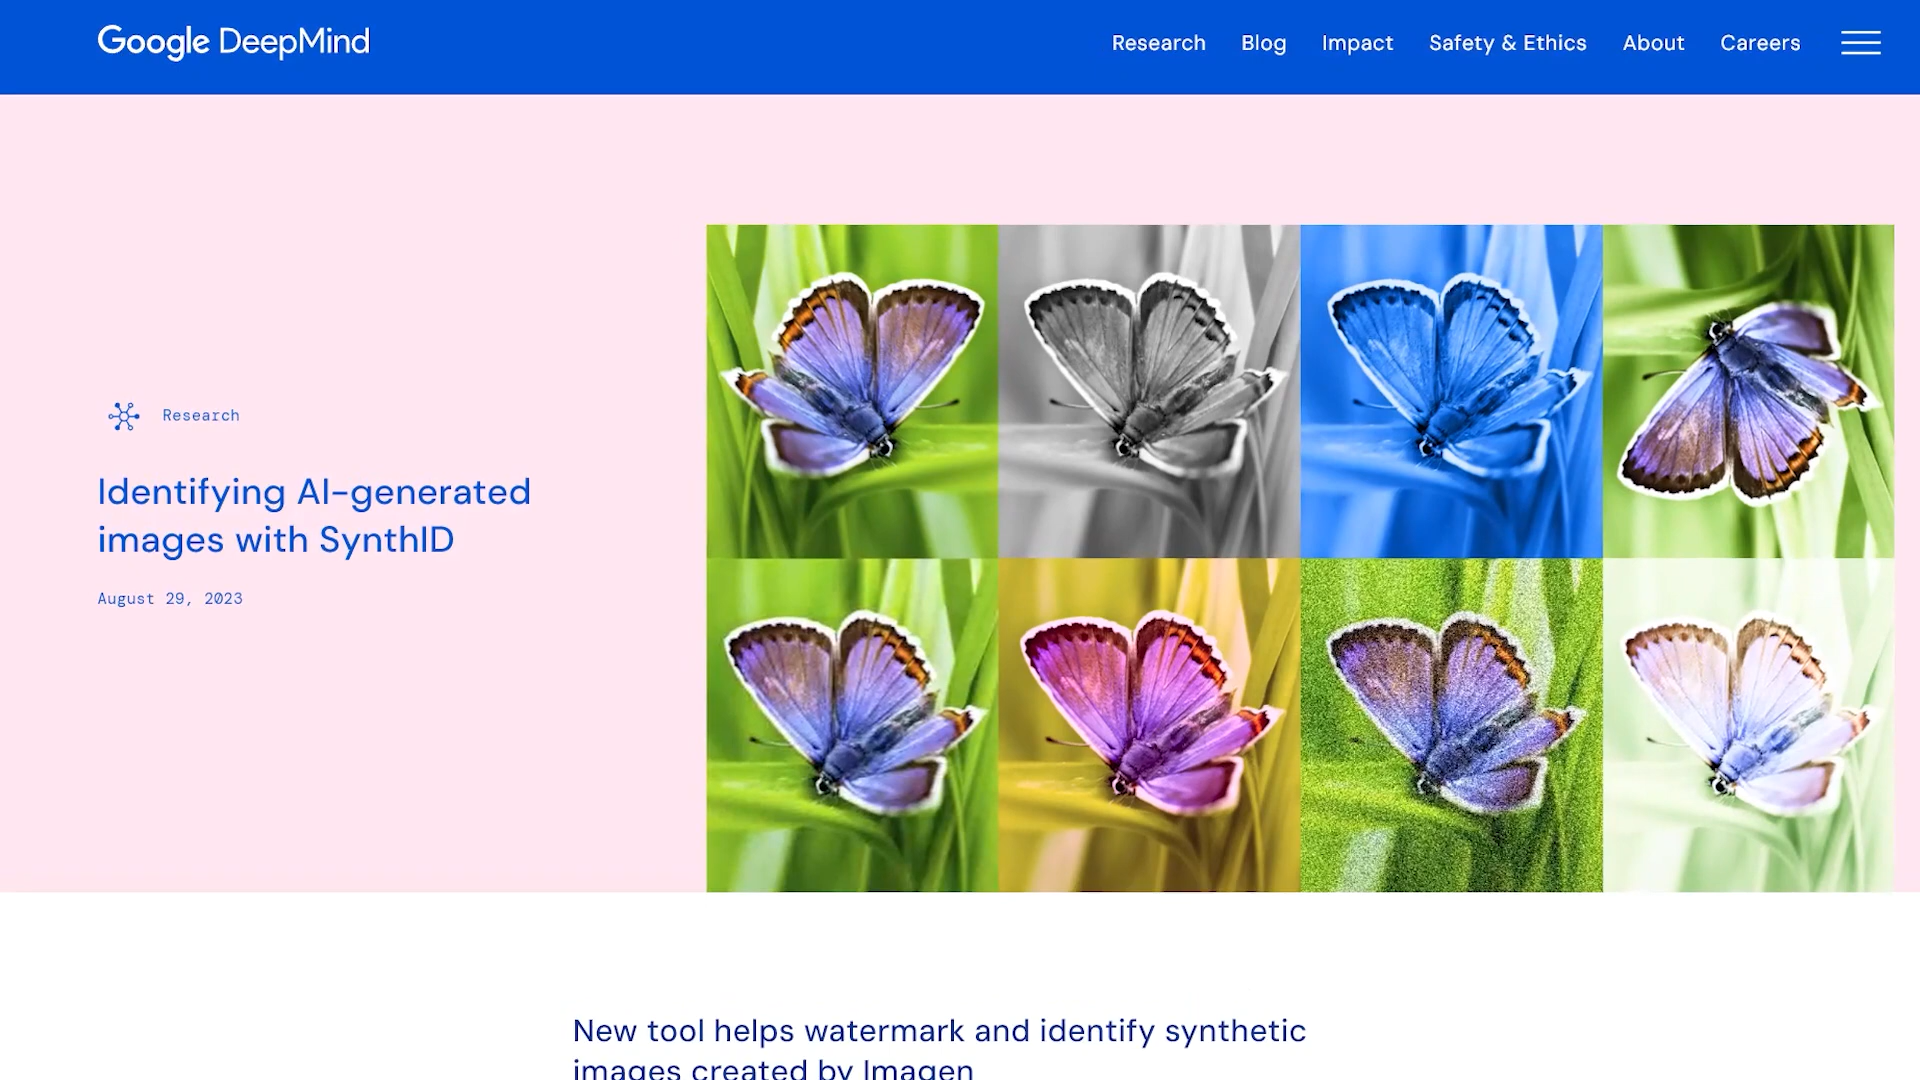 Google DeepMind
Research Blog Impact Safety & Ethics About Careers
Research
Identifying AI-generated
images with SynthID
August 29, 2023
New tool helps watermark and identify synthetic
images created by Imagen